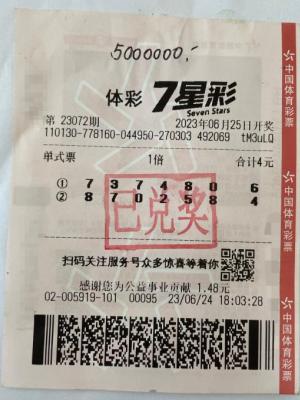 5000000,-
体彩 7星彩
Seven Stars
第 23072期 2023年06月25日开奖
110130-778160-044950-270303 492069 tM3uLQ
单式票 1倍 合计4元
① 7 3 7 4 8 0 6
② 8 7 0 2 5 8 4
已兑奖
扫码关注服务号众多惊喜等着你
感谢您为公益事业贡献 1.48元
02-005919-101 00095 23/06/24 18:03:28
中国体育彩票
中国体育彩票
中国体育彩票